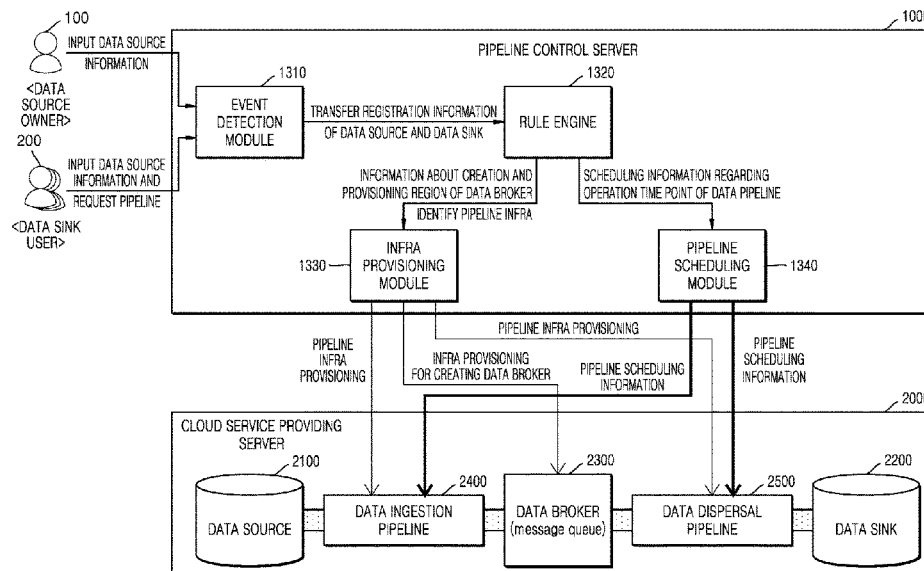 100
1000
INPUT DATA SOURCE
INFORMATION
PIPELINE CONTROL SERVER
1310
1320
<DATA
SOURCE
OWNER>
EVENT
DETECTION
MODULE
TRANSFER REGISTRATION INFORMATION
OF DATA SOURCE AND DATA SINK
RULE ENGINE
200
INPUT DATA SOURCE
INFORMATION AND
REQUEST PIPELINE
<DATA SINK
USER>
INFORMATION ABOUT CREATION AND
PROVISIONING REGION OF DATA BROKER
IDENTIFY PIPELINE INFRA
SCHEDULING INFORMATION REGARDING
OPERATION TIME POINT OF DATA PIPELINE
1330
INFRA
PROVISIONING
MODULE
PIPELINE
SCHEDULING
MODULE
1340
PIPELINE
INFRA
PROVISIONING
PIPELINE INFRA PROVISIONING
INFRA PROVISIONING
FOR CREATING DATA BROKER
PIPELINE SCHEDULING
INFORMATION
PIPELINE
SCHEDULING
INFORMATION
CLOUD SERVICE PROVIDING
SERVER
2100
2400
2300
2500
2200
DATA SOURCE
DATA INGESTION
PIPELINE
DATA BROKER
(message queue)
DATA DISPERSAL
PIPELINE
DATA SINK